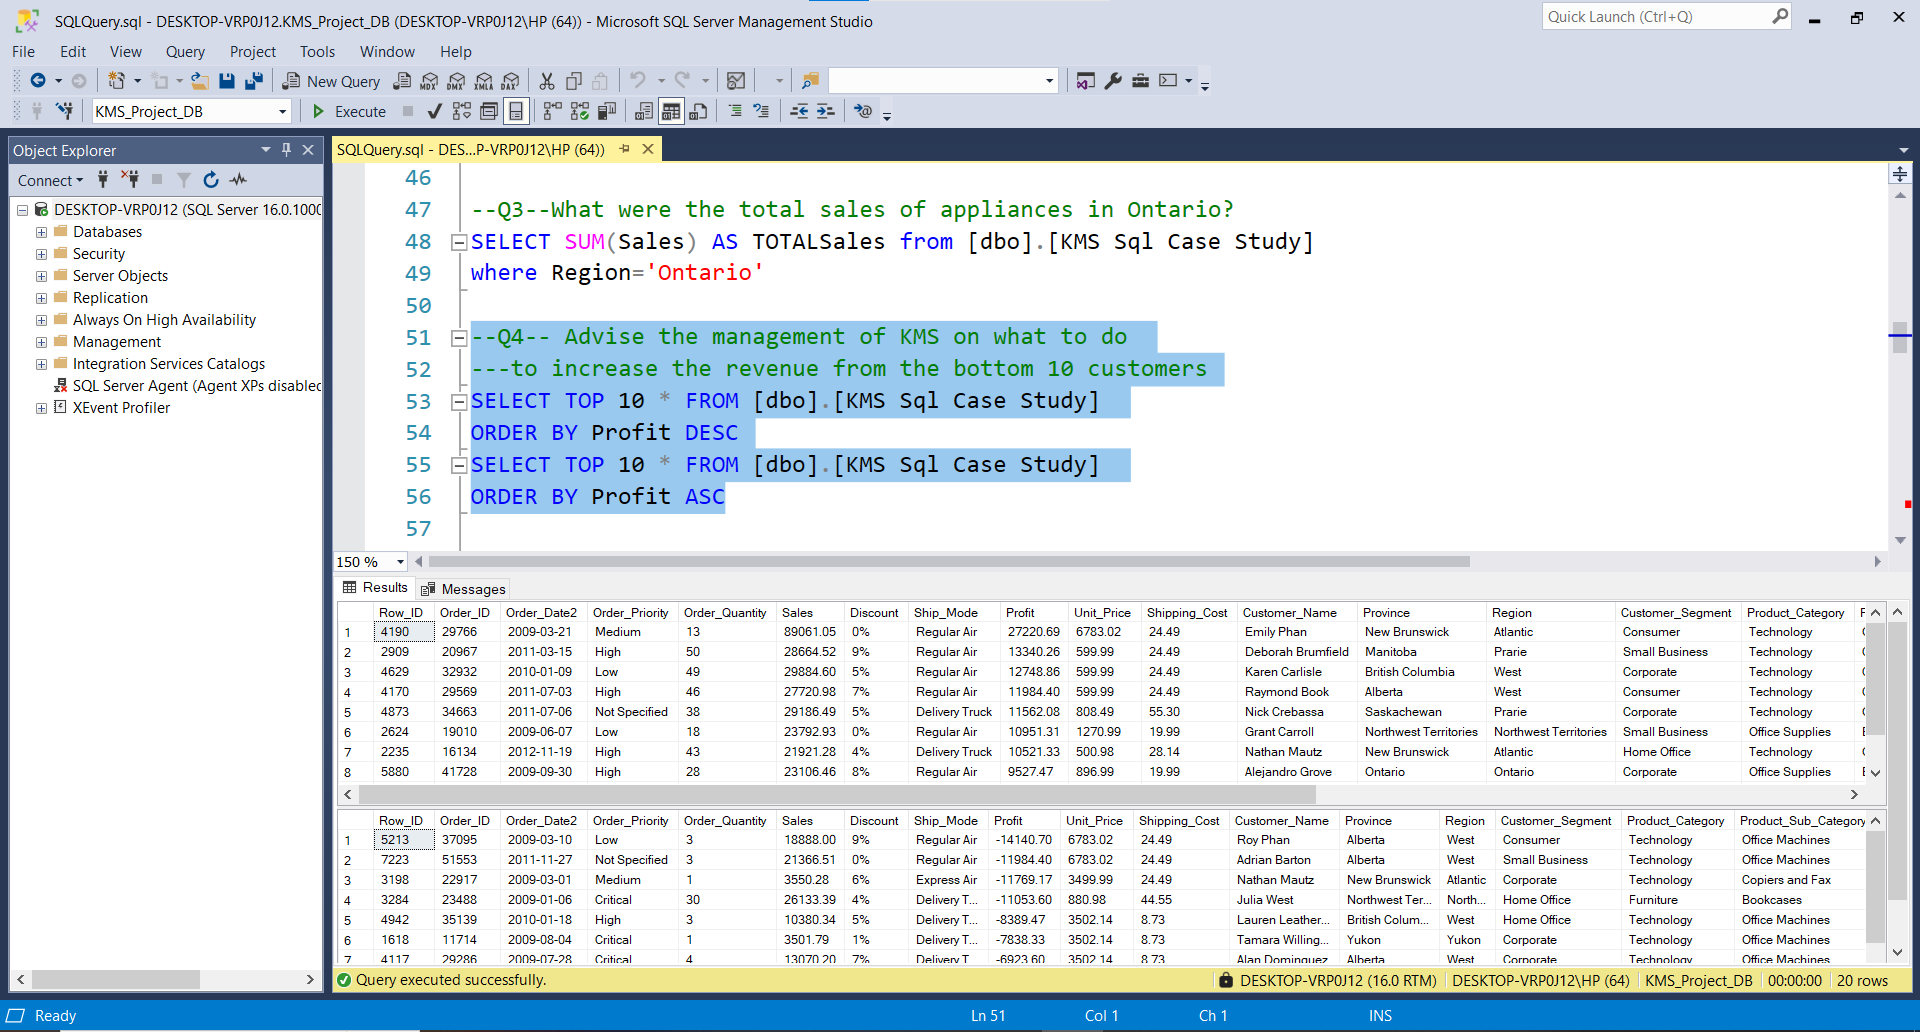 SQLQuery.sql - DESKTOP-VRP0J12.KMS_Project_DB (DESKTOP-VRP0J12\HP (64)) - Microsoft SQL Server Management Studio
Quick Launch (Ctrl+Q)
File Edit View Query Project Tools Window Help
New Query MDX DMX XMLA DAX
KMS_Project_DB Execute
Object Explorer
SQLQuery.sql - DES...P-VRP0J12\HP (64))
Connect
DESKTOP-VRP0J12 (SQL Server 16.0.1000
Databases
Security
Server Objects
Replication
Always On High Availability
Management
Integration Services Catalogs
SQL Server Agent (Agent XPs disabled
XEvent Profiler
46
47 --Q3--What were the total sales of appliances in Ontario?
48 SELECT SUM(Sales) AS TOTALSales from [dbo].[KMS Sql Case Study]
49 where Region='Ontario'
50
51 --Q4-- Advise the management of KMS on what to do
52 ---to increase the revenue from the bottom 10 customers
53 SELECT TOP 10 * FROM [dbo].[KMS Sql Case Study]
54 ORDER BY Profit DESC
55 SELECT TOP 10 * FROM [dbo].[KMS Sql Case Study]
56 ORDER BY Profit ASC
57
150 %
Results Messages
Row_ID Order_ID Order_Date2 Order_Priority Order_Quantity Sales Discount Ship_Mode Profit Unit_Price Shipping_Cost Customer_Name Province Region Customer_Segment Product_Category
1 4190 29766 2009-03-21 Medium 13 89061.05 0% Regular Air 27220.69 6783.02 24.49 Emily Phan New Brunswick Atlantic Consumer Technology
2 2909 20967 2011-03-15 High 50 28664.52 9% Regular Air 13340.26 599.99 24.49 Deborah Brumfield Manitoba Prarie Small Business Technology
3 4629 32932 2010-01-09 Low 49 29884.60 5% Regular Air 12748.86 599.99 24.49 Karen Carlisle British Columbia West Corporate Technology
4 4170 29569 2011-07-03 High 46 27720.98 7% Regular Air 11984.40 599.99 24.49 Raymond Book Alberta West Consumer Technology
5 4873 34663 2011-07-06 Not Specified 38 29186.49 5% Delivery Truck 11562.08 808.49 55.30 Nick Crebassa Saskachewan Prarie Corporate Technology
6 2624 19010 2009-06-07 Low 18 23792.93 0% Regular Air 10951.31 1270.99 19.99 Grant Carroll Northwest Territories Northwest Territories Small Business Office Supplies
7 2235 16134 2012-11-19 High 43 21921.28 4% Delivery Truck 10521.33 500.98 28.14 Nathan Mautz New Brunswick Atlantic Home Office Technology
8 5880 41728 2009-09-30 High 28 23106.46 8% Regular Air 9527.47 896.99 19.99 Alejandro Grove Ontario Ontario Corporate Office Supplies
Row_ID Order_ID Order_Date2 Order_Priority Order_Quantity Sales Discount Ship_Mode Profit Unit_Price Shipping_Cost Customer_Name Province Region Customer_Segment Product_Category Product_Sub_Category
1 5213 37095 2009-03-10 Low 3 18888.00 9% Regular Air -14140.70 6783.02 24.49 Roy Phan Alberta West Consumer Technology Office Machines
2 7223 51553 2011-11-27 Not Specified 3 21366.51 0% Regular Air -11984.40 6783.02 24.49 Adrian Barton Alberta West Small Business Technology Office Machines
3 3198 22917 2009-03-01 Medium 1 3550.28 6% Express Air -11769.17 3499.99 24.49 Nathan Mautz New Brunswick Atlantic Corporate Technology Copiers and Fax
4 3284 23488 2009-01-06 Critical 30 26133.39 4% Delivery T... -11053.60 880.98 44.55 Julia West Northwest Ter... North... Home Office Furniture Bookcases
5 4942 35139 2010-01-18 High 3 10380.34 5% Delivery T... -8389.47 3502.14 8.73 Lauren Leather... British Colum... West Home Office Technology Office Machines
6 1618 11714 2009-08-04 Critical 1 3501.79 1% Delivery T... -7838.33 3502.14 8.73 Tamara Willing... Yukon Yukon Corporate Technology Office Machines
7 4117 29286 2009-07-28 Critical 4 13070.20 7% Delivery T -6923.60 3502.14 8.73 Alan Dominguez Alberta West Corporate Technology Office Machines
Query executed successfully. DESKTOP-VRP0J12 (16.0 RTM) DESKTOP-VRP0J12\HP (64) KMS_Project_DB 00:00:00 20 rows
Ready Ln 51 Col 1 Ch 1 INS